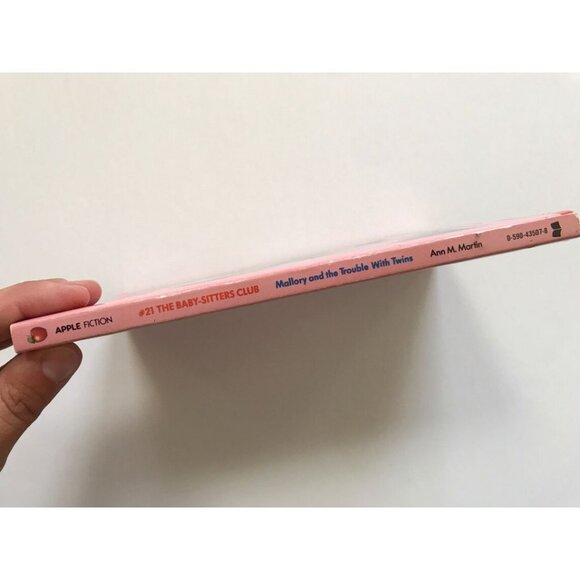 APPLE FICTION #21 THE BABY-SITTERS CLUB Mallory and the Trouble With Twins Ann M. Martin 0-590-43507-8